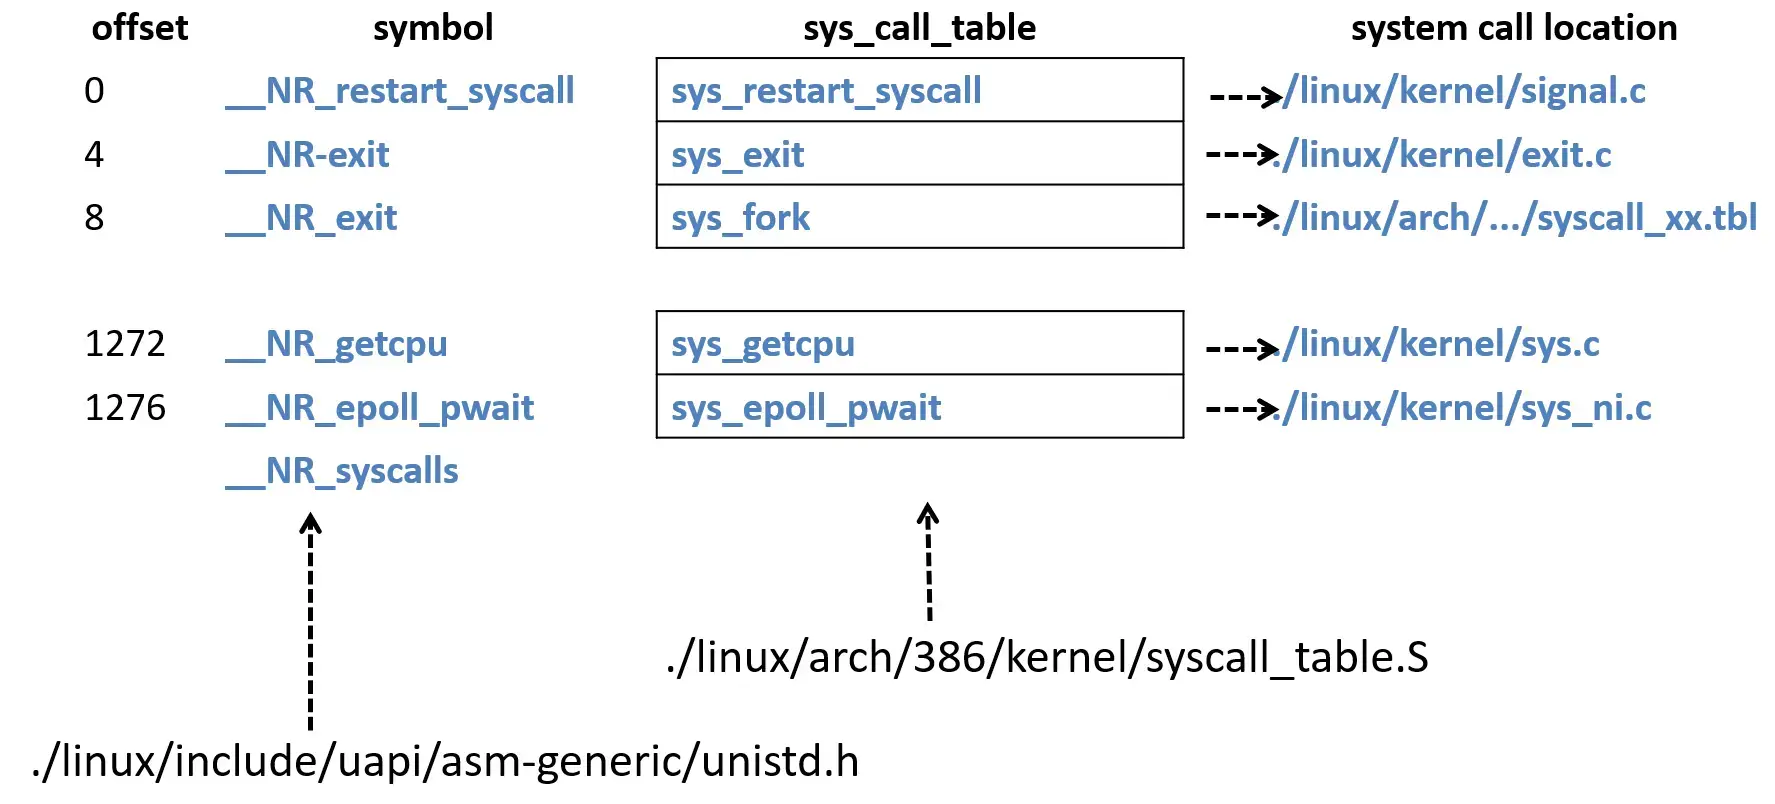 offset symbol sys_call_table system call location
0 __NR_restart_syscall sys_restart_syscall ./linux/kernel/signal.c
4 __NR-exit sys_exit ./linux/kernel/exit.c
8 __NR_exit sys_fork ./linux/arch/.../syscall_xx.tbl
1272 __NR_getcpu sys_getcpu ./linux/kernel/sys.c
1276 __NR_epoll_pwait sys_epoll_pwait ./linux/kernel/sys_ni.c
__NR_syscalls
./linux/arch/386/kernel/syscall_table.S
./linux/include/uapi/asm-generic/unistd.h